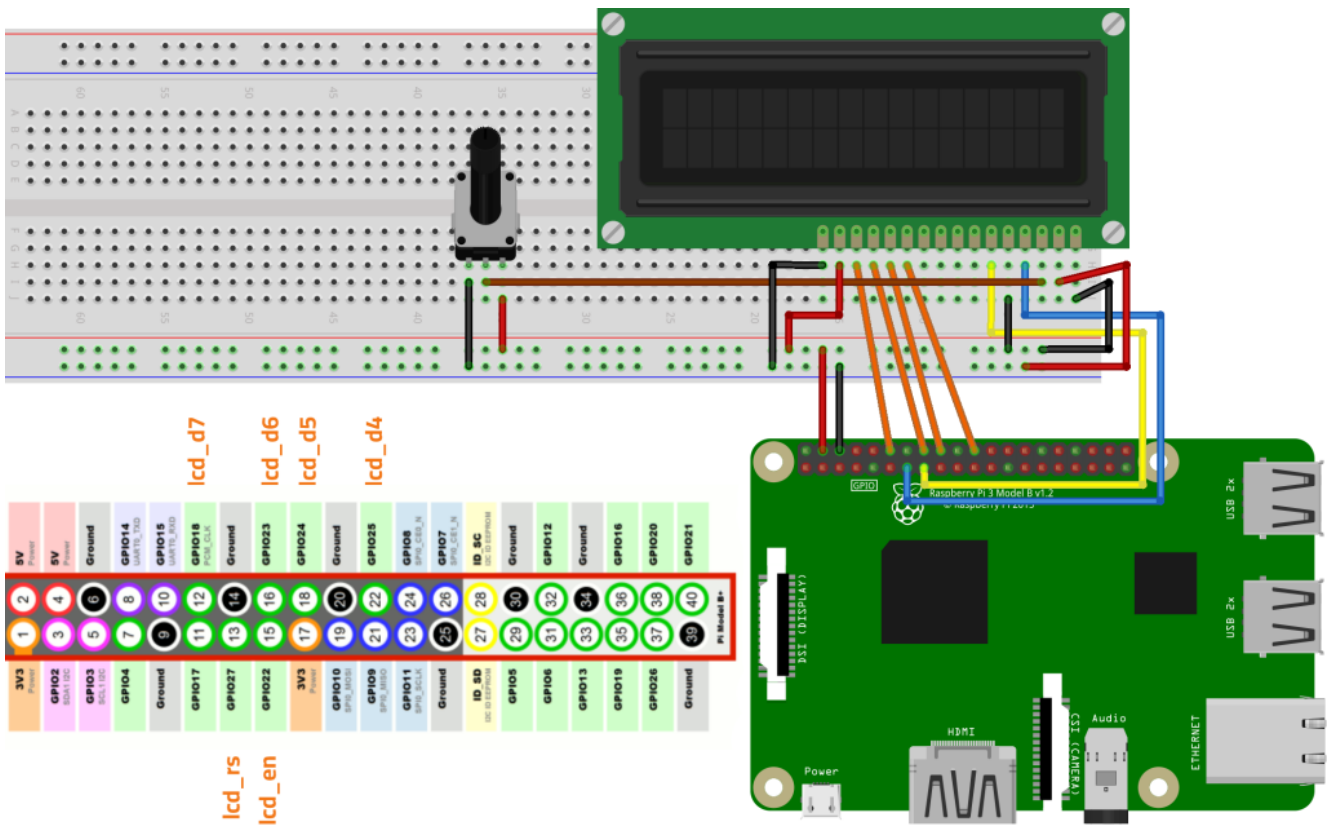 60 55 50 45 40 35 30
A
B
C
D
E
F
G
H
I
J
60 55 50 45 40 35 30 25 20
lcd_d7
lcd_d6
lcd_d5
lcd_d4
5V Power
5V Power
Ground
GPIO14 UART0_TXD
GPIO15 UART0_RXD
GPIO18 PCM_CLK
Ground
GPIO23
GPIO24
Ground
GPIO25
GPIO8 SPI0_CE0_N
GPIO7 SPI0_CE1_N
ID_SC I2C ID EEPROM
Ground
GPIO12
Ground
GPIO16
GPIO20
GPIO21
2 4 6 8 10 12 14 16 18 20 22 24 26 28 30 32 34 36 38 40
1 3 5 7 9 11 13 15 17 19 21 23 25 27 29 31 33 35 37 39
Pi Model B+
3V3 Power
GPIO2 SDA1 I2C
GPIO3 SCL1 I2C
GPIO4
Ground
GPIO17
GPIO27
GPIO22
3V3 Power
GPIO10 SPI0_MOSI
GPIO9 SPI0_MISO
GPIO11 SPI0_SCLK
Ground
ID_SD I2C ID EEPROM
GPIO5
GPIO6
GPIO13
GPIO19
GPIO26
Ground
lcd_rs
lcd_en
GPIO
Raspberry Pi 3 Model B v1.2
© Raspberry Pi 2015
DSI (DISPLAY)
USB 2x
USB 2x
Power
HDMI
CSI (CAMERA)
Audio
ETHERNET